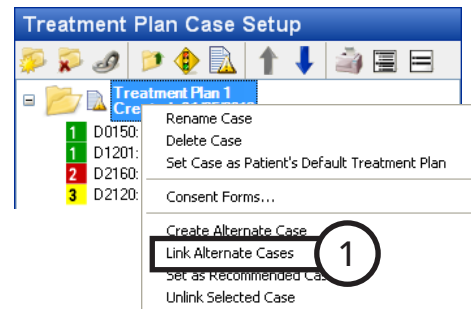 Treatment Plan Case Setup
Treatment Plan 1
1 D0150:
1 D1201:
2 D2160:
3 D2120:
Rename Case
Delete Case
Set Case as Patient's Default Treatment Plan
Consent Forms...
Create Alternate Case
Link Alternate Cases
1
Set as Recommended Cas
Unlink Selected Case